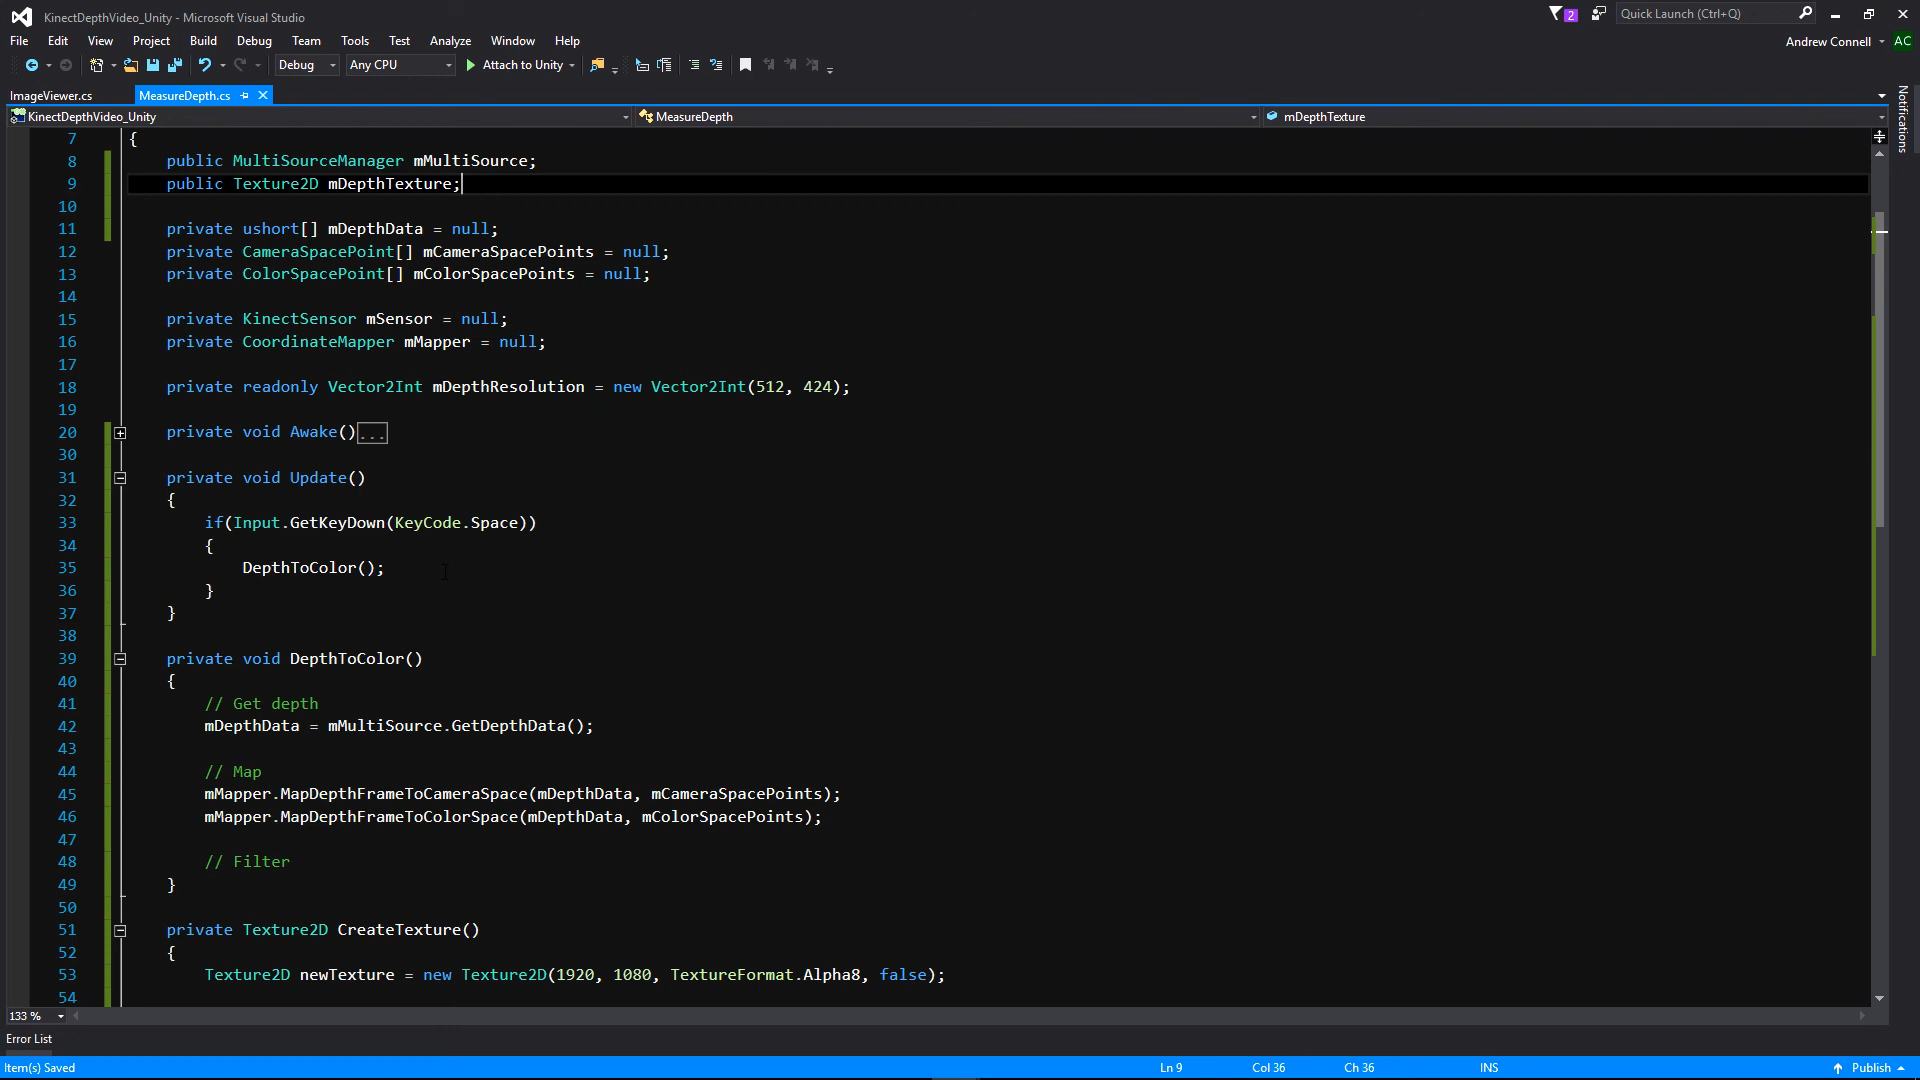 KinectDepthVideo_Unity - Microsoft Visual Studio
2
Quick Launch (Ctrl+Q)
File Edit View Project Build Debug Team Tools Test Analyze Window Help
Andrew Connell AC
Debug Any CPU Attach to Unity
ImageViewer.cs MeasureDepth.cs
Notifications
KinectDepthVideo_Unity MeasureDepth mDepthTexture
7 {
8 public MultiSourceManager mMultiSource;
9 public Texture2D mDepthTexture;
10
11 private ushort[] mDepthData = null;
12 private CameraSpacePoint[] mCameraSpacePoints = null;
13 private ColorSpacePoint[] mColorSpacePoints = null;
14
15 private KinectSensor mSensor = null;
16 private CoordinateMapper mMapper = null;
17
18 private readonly Vector2Int mDepthResolution = new Vector2Int(512, 424);
19
20 private void Awake()...
30
31 private void Update()
32 {
33 if(Input.GetKeyDown(KeyCode.Space))
34 {
35 DepthToColor();
36 }
37 }
38
39 private void DepthToColor()
40 {
41 // Get depth
42 mDepthData = mMultiSource.GetDepthData();
43
44 // Map
45 mMapper.MapDepthFrameToCameraSpace(mDepthData, mCameraSpacePoints);
46 mMapper.MapDepthFrameToColorSpace(mDepthData, mColorSpacePoints);
47
48 // Filter
49 }
50
51 private Texture2D CreateTexture()
52 {
53 Texture2D newTexture = new Texture2D(1920, 1080, TextureFormat.Alpha8, false);
54
133 %
Error List
Item(s) Saved Ln 9 Col 36 Ch 36 INS Publish